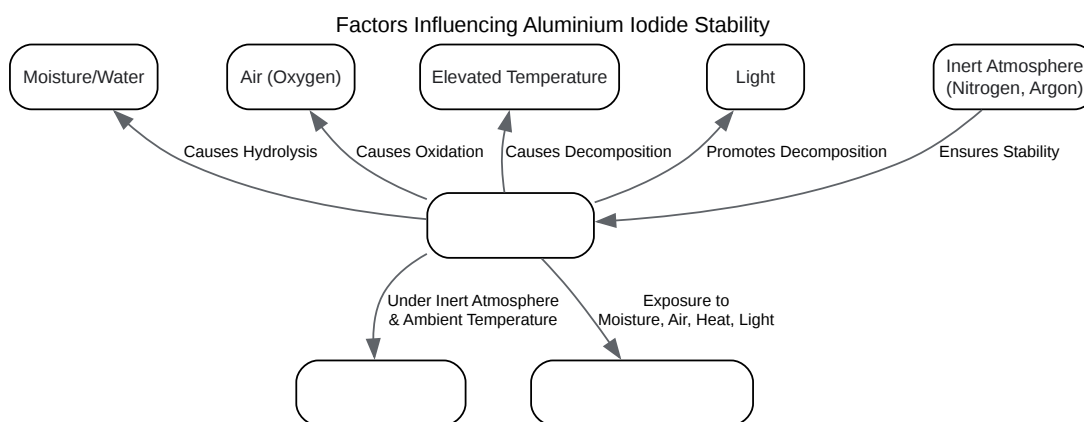 Factors Influencing Aluminium Iodide Stability
Moisture/Water
Air (Oxygen)
Elevated Temperature
Light
Inert Atmosphere
(Nitrogen, Argon)
Causes Hydrolysis
Causes Oxidation
Causes Decomposition
Promotes Decomposition
Ensures Stability
Under Inert Atmosphere
& Ambient Temperature
Exposure to
Moisture, Air, Heat, Light